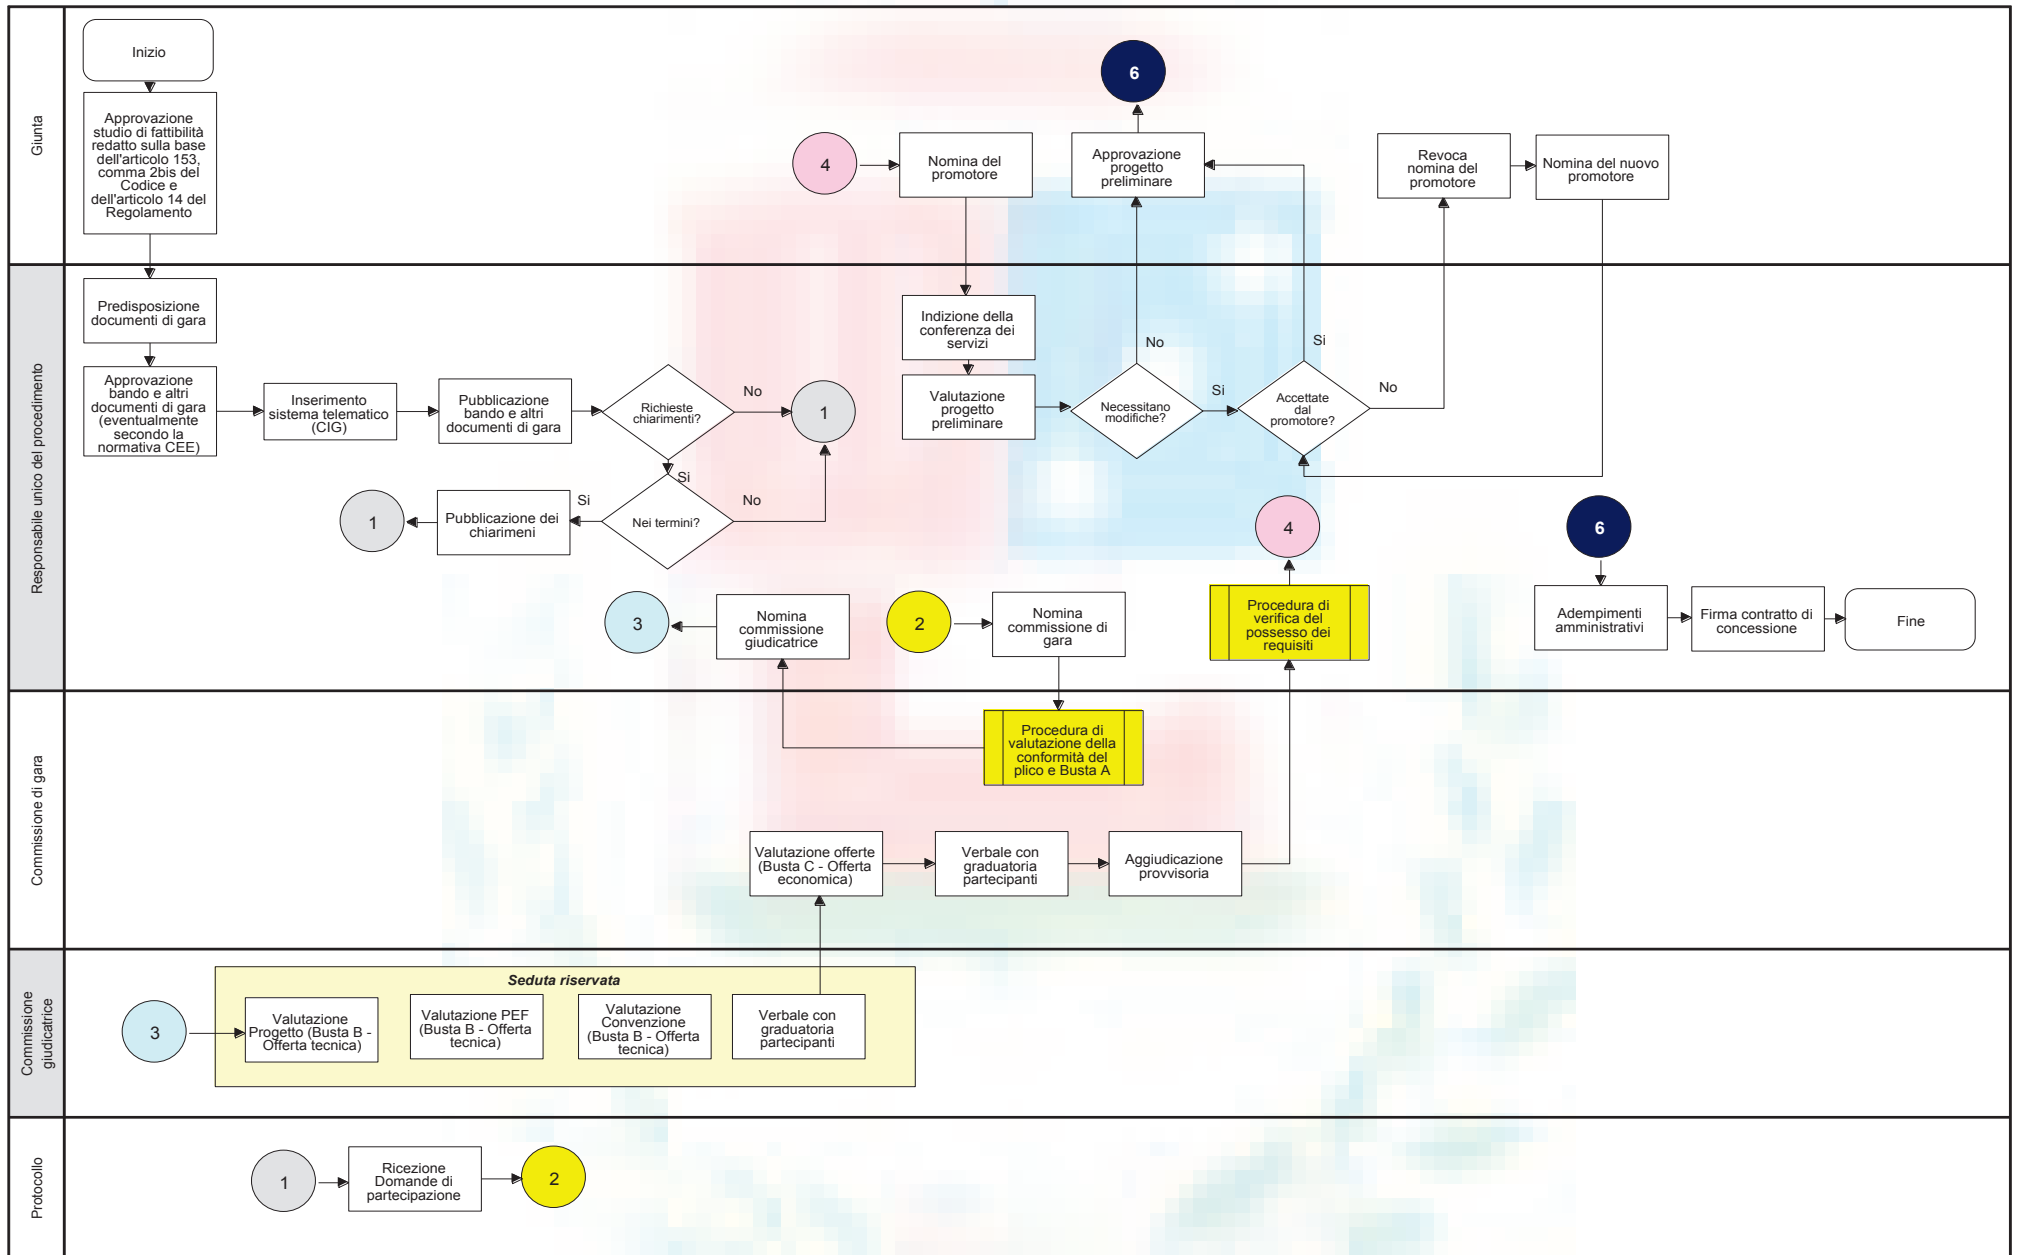 Giunta
Inizio
Approvazione
studio di fattibilità
redatto sulla base
dell'articolo 153,
comma 2bis del
Codice e
dell'articolo 14 del
Regolamento
4
Nomina del
promotore
6
Approvazione
progetto
preliminare
Revoca
nomina del
promotore
Nomina del nuovo
promotore
Responsabile unico del procedimento
Predisposizione
documenti di gara
Approvazione
bando e altri
documenti di gara
(eventualmente
secondo la
normativa CEE)
Inserimento
sistema telematico
(CIG)
Pubblicazione
bando e altri
documenti di gara
Richieste
chiarimenti?
No
1
Si
Nei termini?
No
Si
Pubblicazione dei
chiarimeni
1
Indizione della
conferenza dei
servizi
Valutazione
progetto
preliminare
Necessitano
modifiche?
No
Si
Accettate
dal
promotore?
Si
No
4
Procedura di
verifica del
possesso dei
requisiti
6
Adempimenti
amministrativi
Firma contratto di
concessione
Fine
3
Nomina
commissione
giudicatrice
2
Nomina
commissione di
gara
Commissione di gara
Procedura di
valutazione della
conformità del
plico e Busta A
Valutazione offerte
(Busta C - Offerta
economica)
Verbale con
graduatoria
partecipanti
Aggiudicazione
provvisoria
Commissione
giudicatrice
3
Seduta riservata
Valutazione
Progetto (Busta B -
Offerta tecnica)
Valutazione PEF
(Busta B - Offerta
tecnica)
Valutazione
Convenzione
(Busta B - Offerta
tecnica)
Verbale con
graduatoria
partecipanti
Protocollo
1
Ricezione
Domande di
partecipazione
2